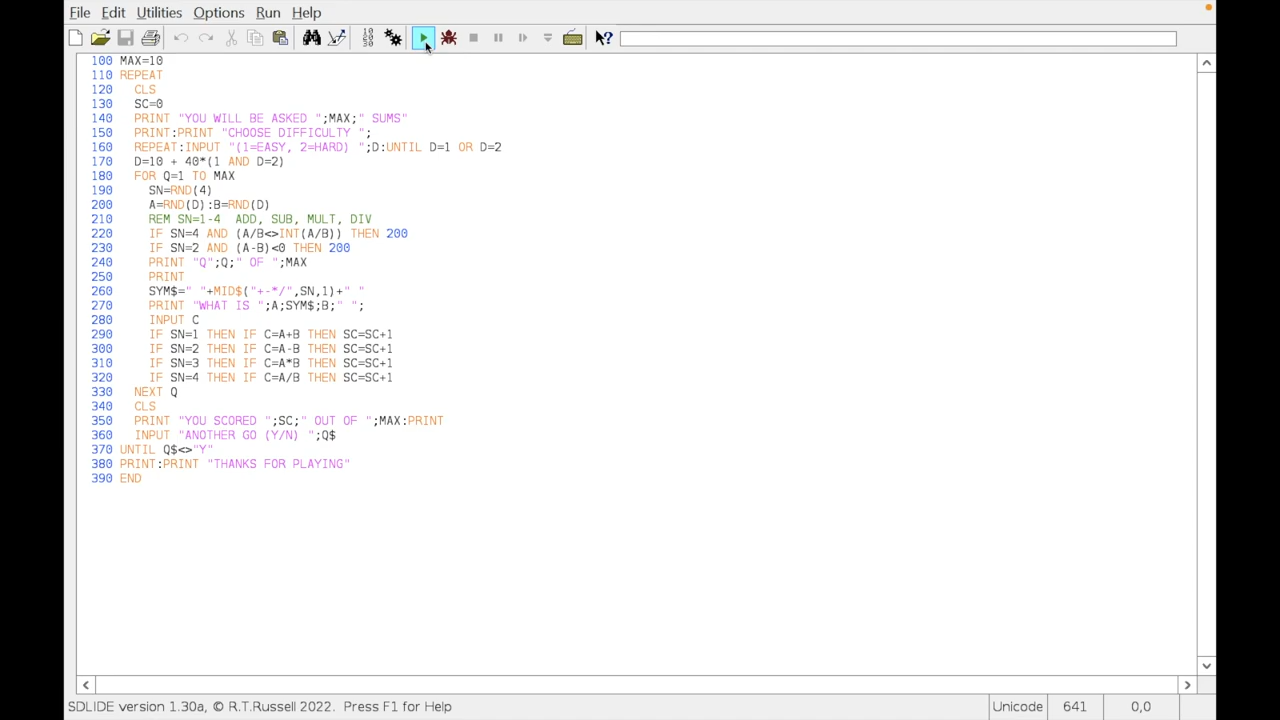 File Edit Utilities Options Run Help
100 MAX=10
110 REPEAT
120   CLS
130   SC=0
140   PRINT "YOU WILL BE ASKED ";MAX;" SUMS"
150   PRINT:PRINT "CHOOSE DIFFICULTY ";
160   REPEAT:INPUT "(1=EASY, 2=HARD) ";D:UNTIL D=1 OR D=2
170   D=10 + 40*(1 AND D=2)
180   FOR Q=1 TO MAX
190     SN=RND(4)
200     A=RND(D):B=RND(D)
210     REM SN=1-4  ADD, SUB, MULT, DIV
220     IF SN=4 AND (A/B<>INT(A/B)) THEN 200
230     IF SN=2 AND (A-B)<0 THEN 200
240     PRINT "Q";Q;" OF ";MAX
250     PRINT
260     SYM$=" "+MID$("+-*/",SN,1)+" "
270     PRINT "WHAT IS ";A;SYM$;B;" ";
280     INPUT C
290     IF SN=1 THEN IF C=A+B THEN SC=SC+1
300     IF SN=2 THEN IF C=A-B THEN SC=SC+1
310     IF SN=3 THEN IF C=A*B THEN SC=SC+1
320     IF SN=4 THEN IF C=A/B THEN SC=SC+1
330   NEXT Q
340   CLS
350   PRINT "YOU SCORED ";SC;" OUT OF ";MAX:PRINT
360   INPUT "ANOTHER GO (Y/N) ";Q$
370 UNTIL Q$<>"Y"
380 PRINT:PRINT "THANKS FOR PLAYING"
390 END
SDLIDE version 1.30a, © R.T.Russell 2022. Press F1 for Help Unicode 641 0,0